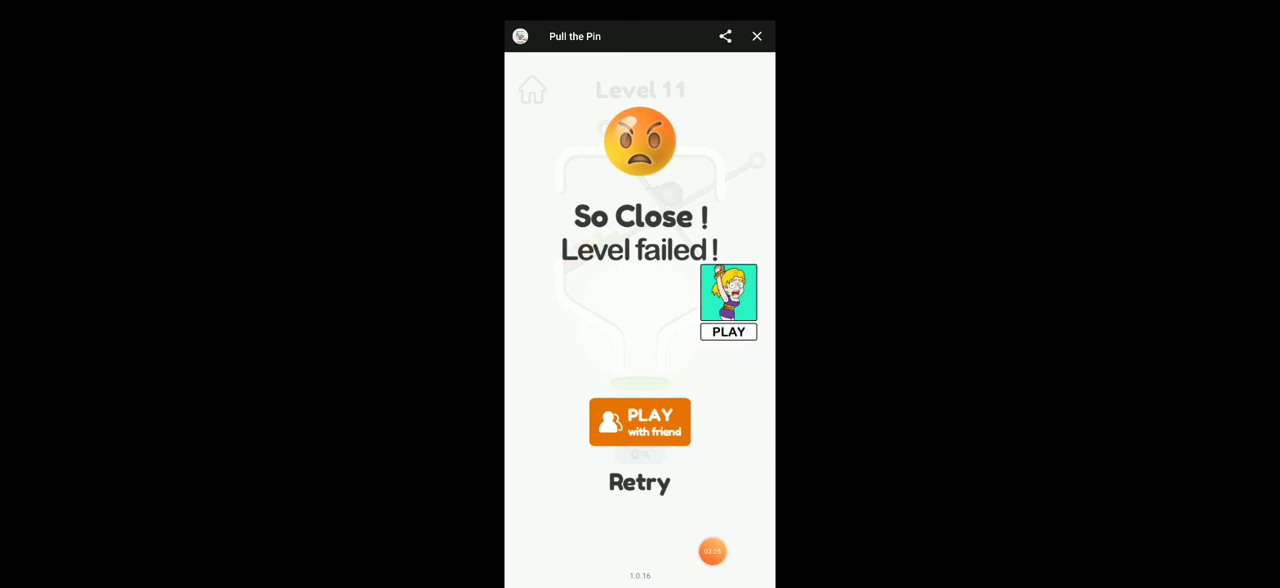 Pull the Pin
Level 11
So Close !
Level failed !
PLAY
PLAY
with friend
0%
Retry
03:25
1.0.16